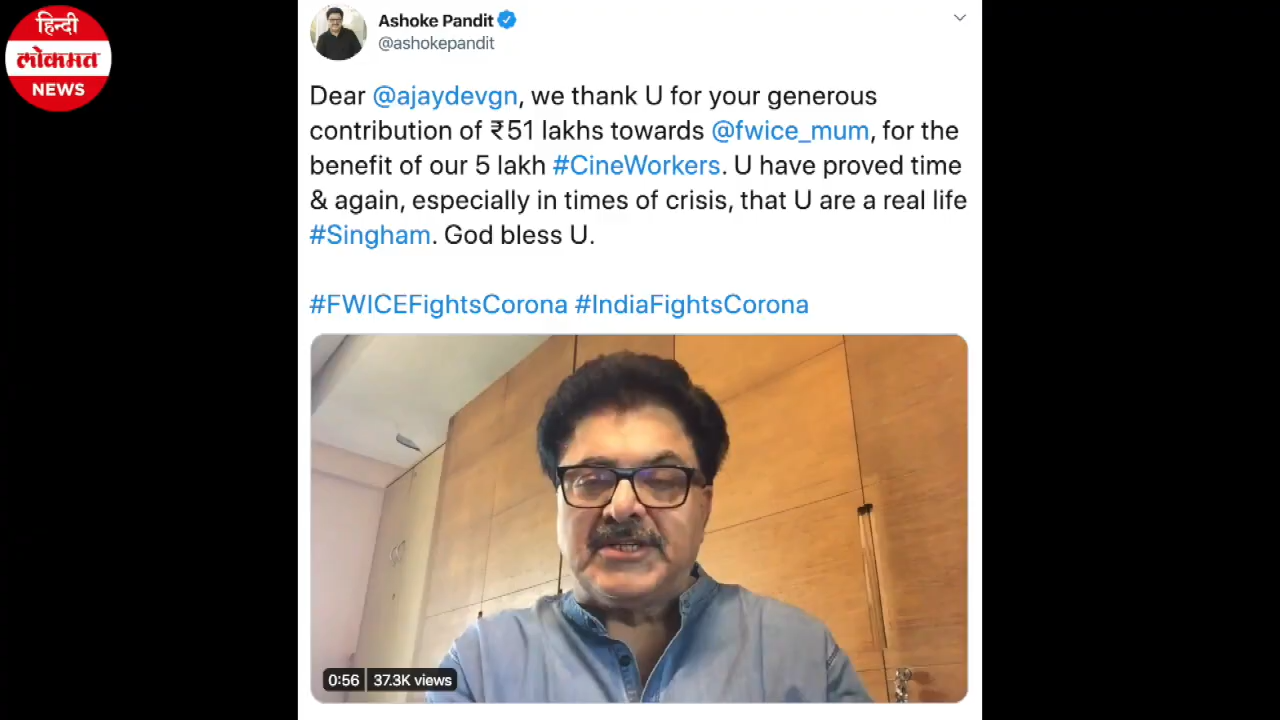 हिन्दी
लोकमत
NEWS
Ashoke Pandit
@ashokepandit
Dear @ajaydevgn, we thank U for your generous
contribution of ₹51 lakhs towards @fwice_mum, for the
benefit of our 5 lakh #CineWorkers. U have proved time
& again, especially in times of crisis, that U are a real life
#Singham. God bless U.
#FWICEFightsCorona #IndiaFightsCorona
0:56 37.3K views